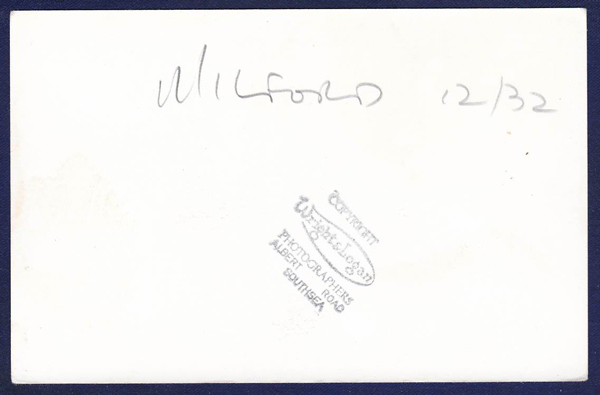 MILFORD 12/32
COPYRIGHT
Wright & Logan
PHOTOGRAPHERS
ALBERT ROAD
SOUTHSEA